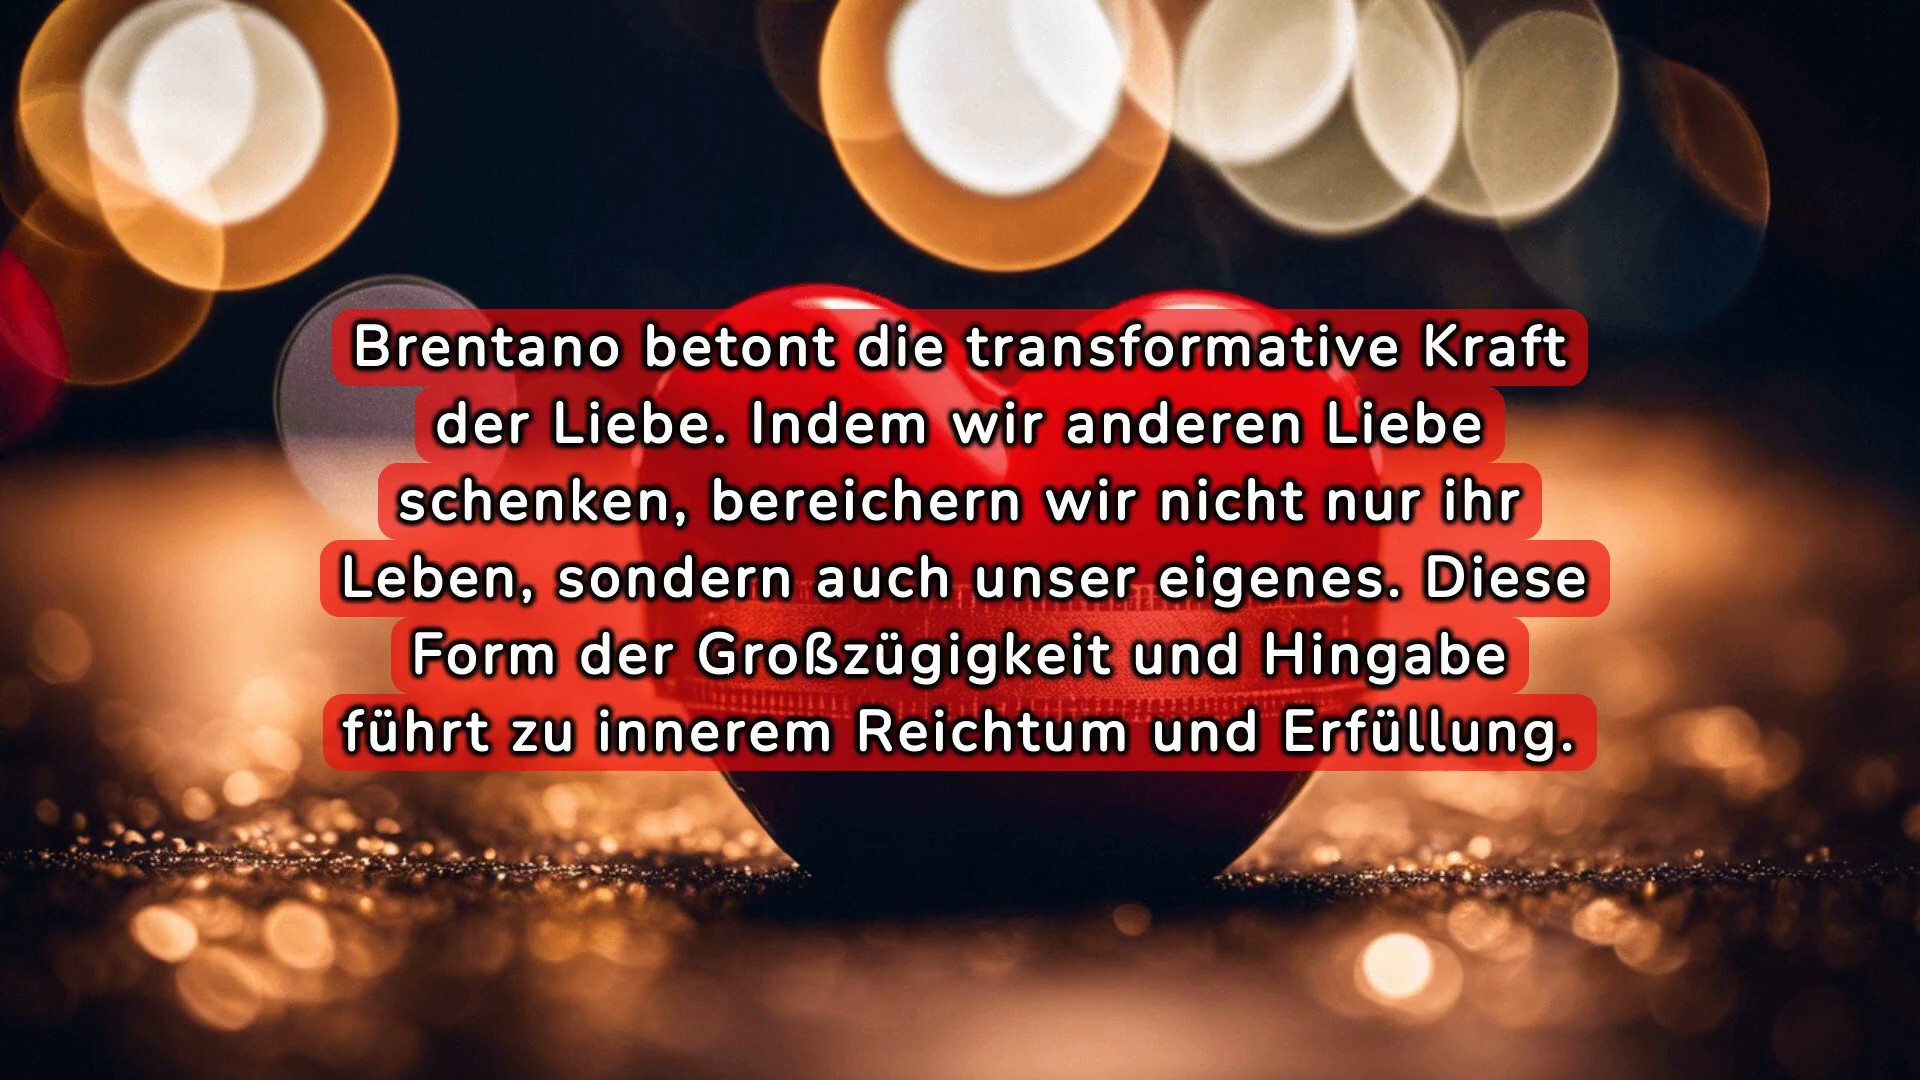 Brentano betont die transformative Kraft
der Liebe. Indem wir anderen Liebe
schenken, bereichern wir nicht nur ihr
Leben, sondern auch unser eigenes. Diese
Form der Großzügigkeit und Hingabe
führt zu innerem Reichtum und Erfüllung.